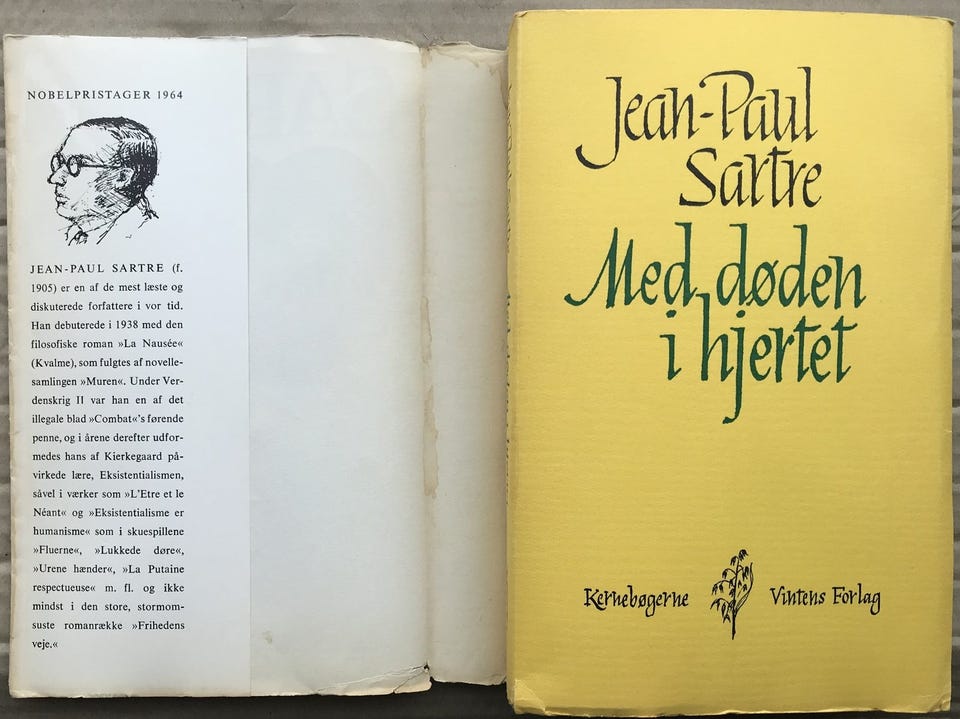 NOBELPRISTAGER 1964
JEAN-PAUL SARTRE (f.
1905) er en af de mest læste og
diskuterede forfattere i vor tid.
Han debuterede i 1938 med den
filosofiske roman »La Nausée«
(Kvalme), som fulgtes af novelle-
samlingen »Muren«. Under Ver-
denskrig II var han en af det
illegale blad »Combat«'s førende
penne, og i årene derefter udfor-
medes hans af Kierkegaard på-
virkede lære, Eksistentialismen,
såvel i værker som »L'Etre et le
Néant« og »Eksistentialisme er
humanisme« som i skuespillene
»Fluerne«, »Lukkede døre«,
»Urene hænder«, »La Putaine
respectueuse« m. fl. og ikke
mindst i den store, stormom-
suste romanrække »Frihedens
veje.«
Jean-Paul
Sartre
Med døden
i hjertet
Kernebøgerne Vintens Forlag